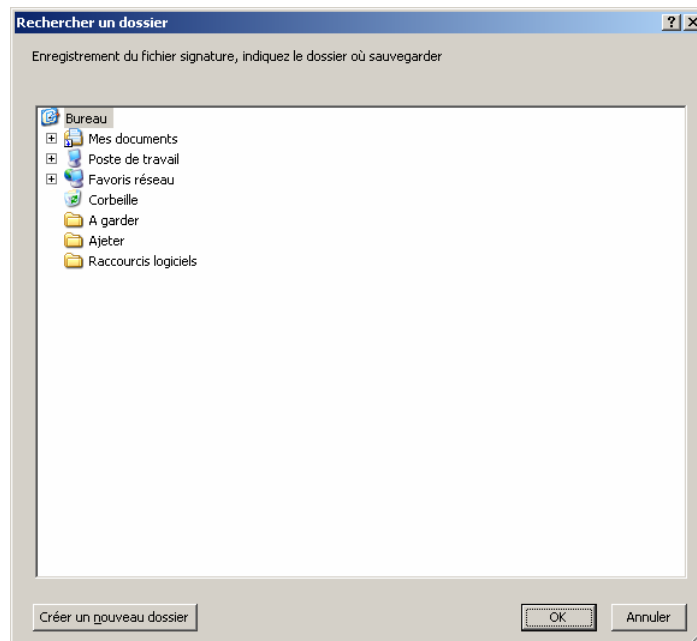 Rechercher un dossier
Enregistrement du fichier signature, indiquez le dossier où sauvegarder
Bureau
Mes documents
Poste de travail
Favoris réseau
Corbeille
A garder
Ajeter
Raccourcis logiciels
Créer un nouveau dossier OK Annuler